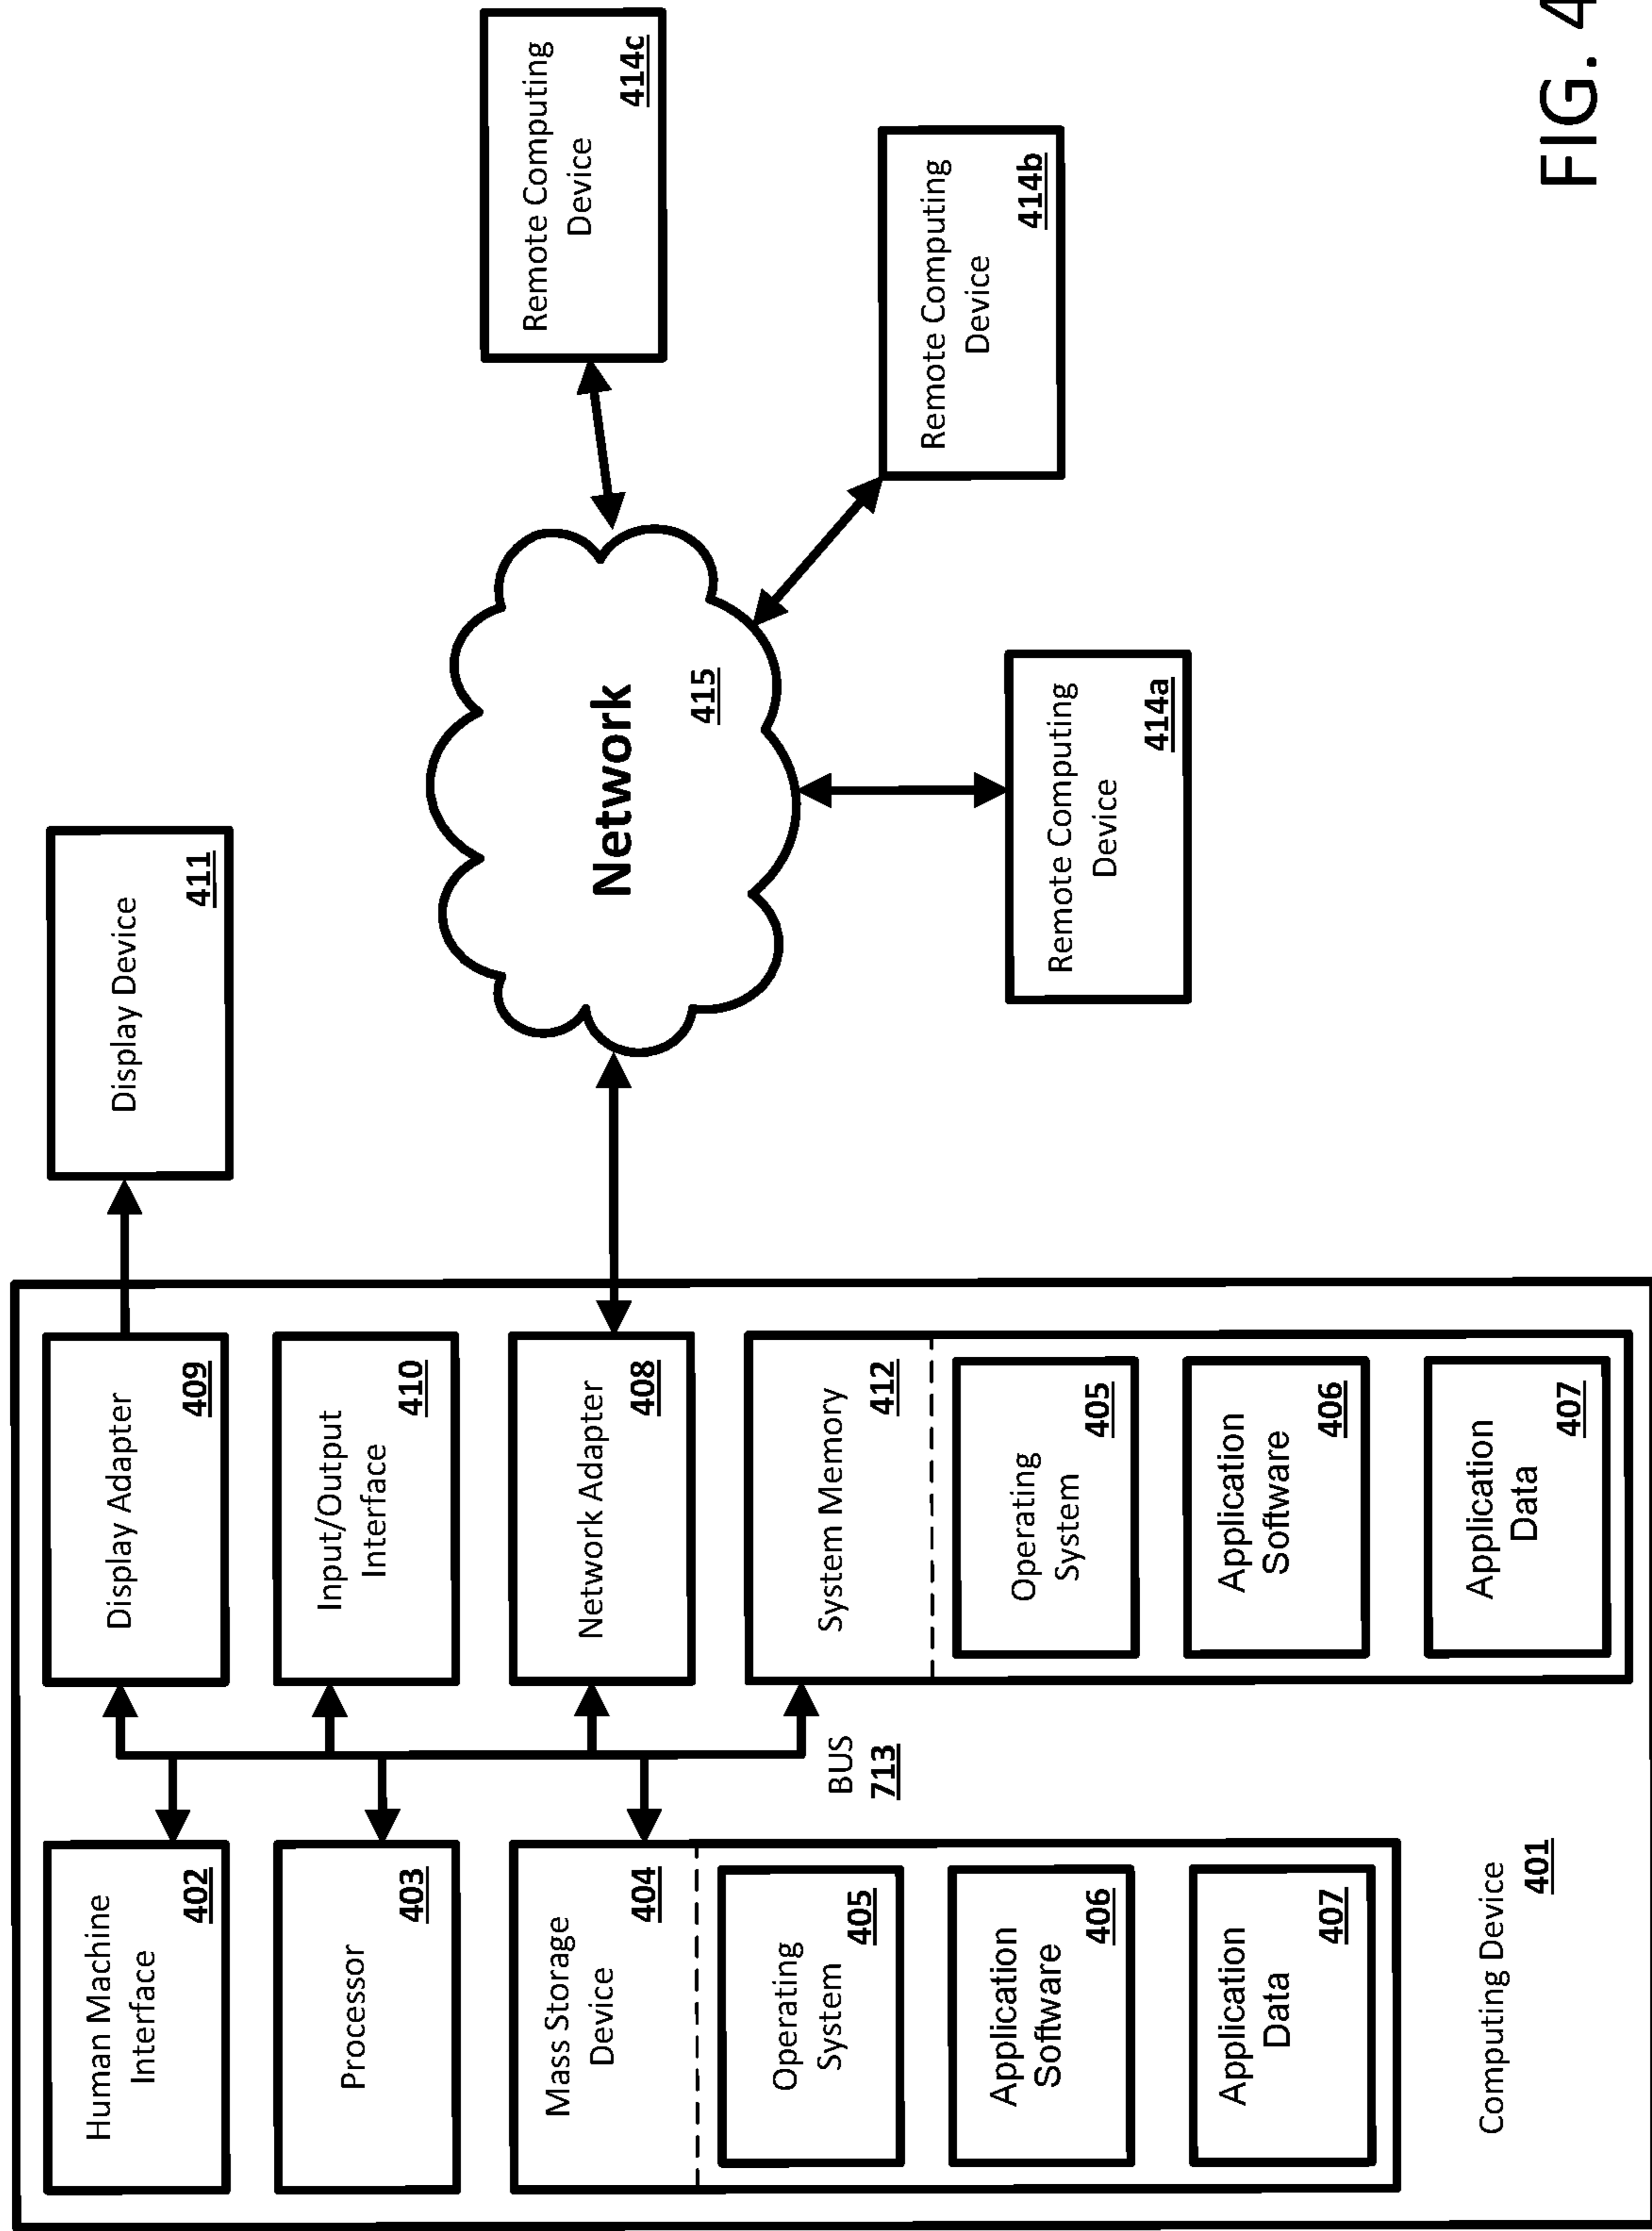 Human Machine
Interface
402
Processor
403
Mass Storage
Device
404
Operating
System
405
Application
Software
406
Application
Data
407
Computing Device
401
BUS
713
Display Adapter
409
Input/Output
Interface
410
Network Adapter
408
System Memory
412
Operating
System
405
Application
Software
406
Application
Data
407
Display Device
411
Network
415
Remote Computing
Device
414a
Remote Computing
Device
414b
Remote Computing
Device
414c
FIG. 4